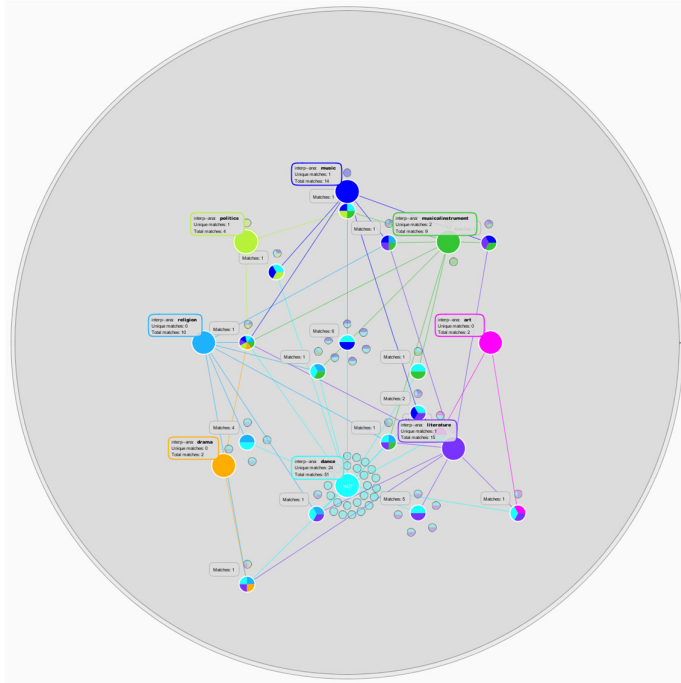 interp-ana: music
Unique matches: 1
Total matches: 14
Matches: 1
interp-ana: politics
Unique matches: 1
Total matches: 4
interp-ana: musicalinstrument
Unique matches: 2
Total matches: 9
Matches: 1
Matches: 1
interp-ana: religion
Unique matches: 0
Total matches: 10
Matches: 1
Matches: 6
interp-ana: art
Unique matches: 0
Total matches: 2
Matches: 1
Matches: 1
Matches: 2
Matches: 4
Matches: 1
interp-ana: literature
Unique matches: 1
Total matches: 15
interp-ana: drama
Unique matches: 0
Total matches: 2
interp-ana: dance
Unique matches: 24
Total matches: 51
Matches: 1
Matches: 5
Matches: 1
Matches: 1